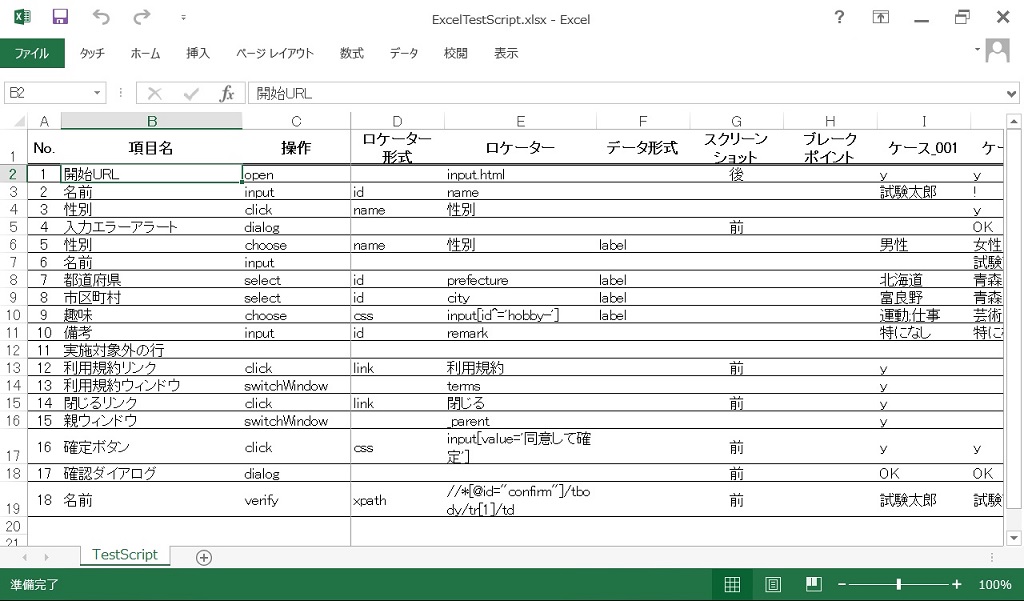 ExcelTestScript.xlsx - Excel
ファイル タッチ ホーム 挿入 ページ レイアウト 数式 データ 校閲 表示
B2 fx 開始URL
A B C D E F G H I
1 No. 項目名 操作 ロケーター形式 ロケーター データ形式 スクリーンショット ブレークポイント ケース_001 ケー
2 1 開始URL open input.html 後 y y
3 2 名前 input id name 試験太郎 !
4 3 性別 click name 性別 y
5 4 入力エラーアラート dialog 前 OK
6 5 性別 choose name 性別 label 男性 女性
7 6 名前 input 試験
8 7 都道府県 select id prefecture label 北海道 青森
9 8 市区町村 select id city label 富良野 青森
10 9 趣味 choose css input[id^='hobby-'] label 運動;仕事 芸術
11 10 備考 input id remark 特になし 特に
12 11 実施対象外の行
13 12 利用規約リンク click link 利用規約 前 y
14 13 利用規約ウィンドウ switchWindow terms y
15 14 閉じるリンク click link 閉じる 前 y
16 15 親ウィンドウ switchWindow _parent y
17 16 確定ボタン click css input[value='同意して確定'] 前 y y
18 17 確認ダイアログ dialog 前 OK OK
19 18 名前 verify xpath //*[@id="confirm"]/tbody/tr[1]/td 前 試験太郎 試験
20
21
TestScript
準備完了 100%